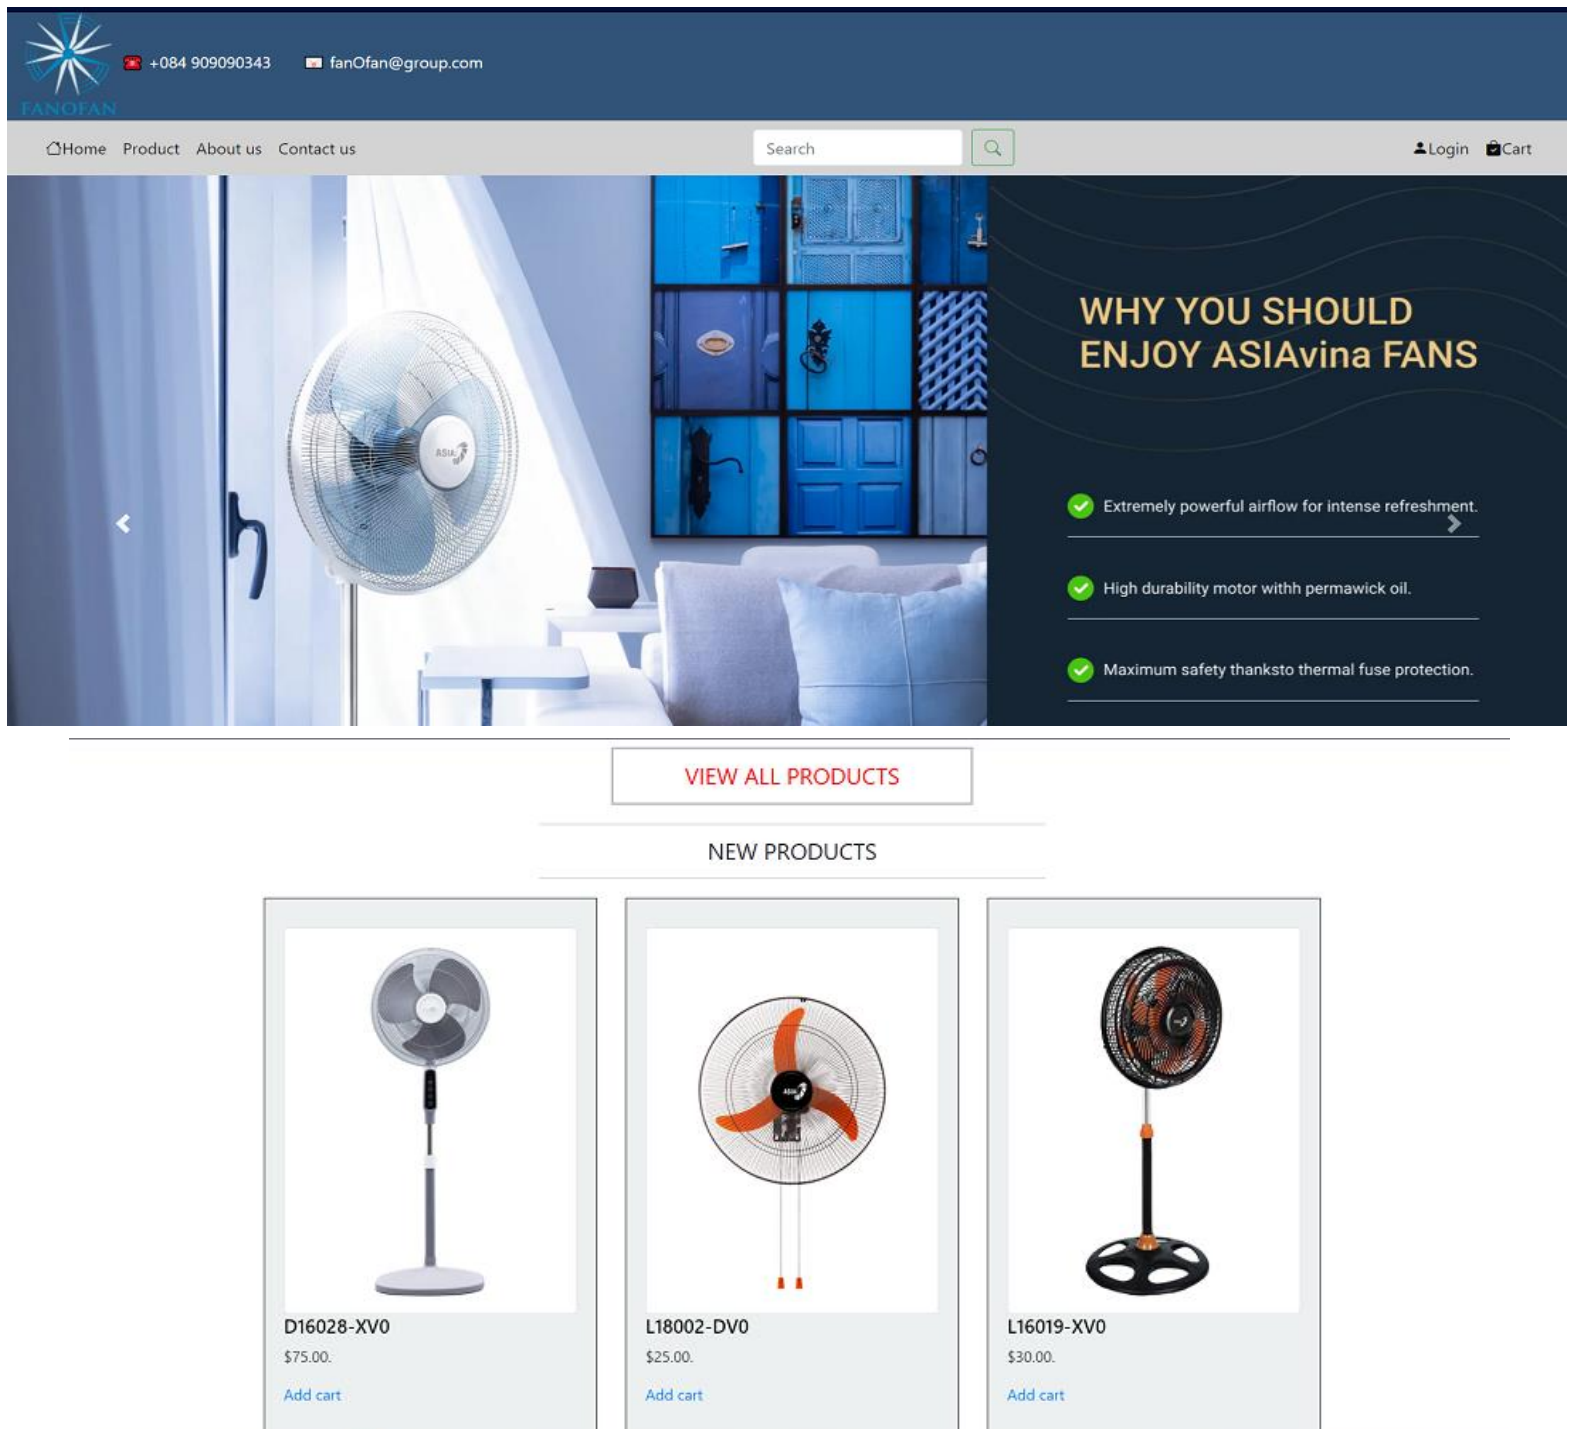 FANOFAN
+084 909090343 fanOfan@group.com
Home Product About us Contact us Search Login Cart
WHY YOU SHOULD
ENJOY ASIAvina FANS
ASIA
Extremely powerful airflow for intense refreshment.
High durability motor withh permawick oil.
Maximum safety thanksto thermal fuse protection.
VIEW ALL PRODUCTS
NEW PRODUCTS
ASIA
D16028-XV0 L18002-DV0 L16019-XV0
$75.00. $25.00. $30.00.
Add cart Add cart Add cart